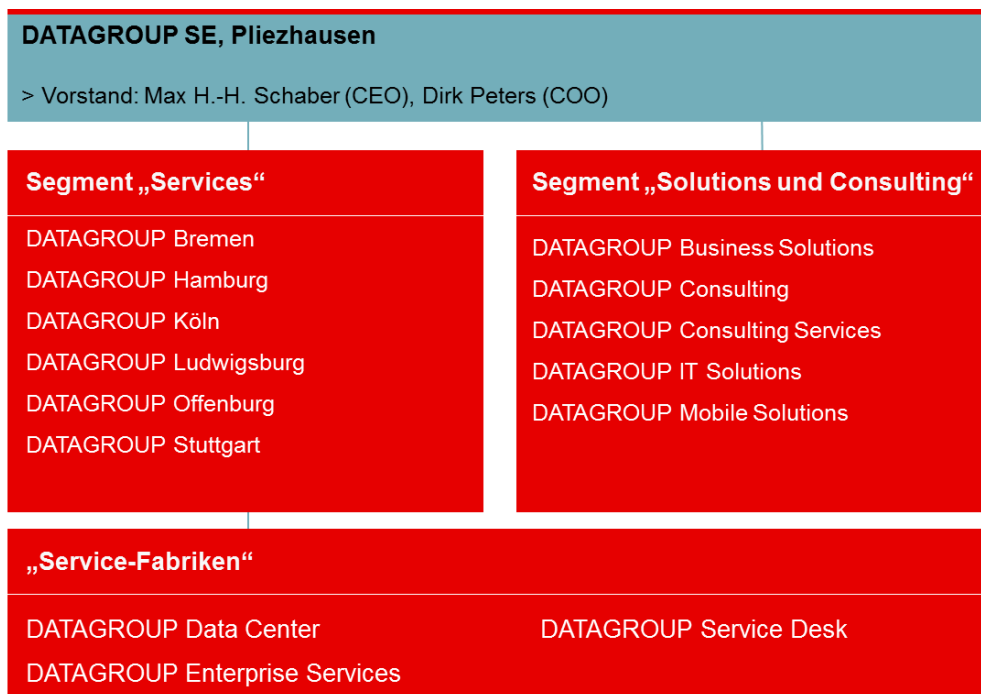 DATAGROUP SE, Pliezhausen
> Vorstand: Max H.-H. Schaber (CEO), Dirk Peters (COO)
Segment „Services“
DATAGROUP Bremen
DATAGROUP Hamburg
DATAGROUP Köln
DATAGROUP Ludwigsburg
DATAGROUP Offenburg
DATAGROUP Stuttgart
Segment „Solutions und Consulting“
DATAGROUP Business Solutions
DATAGROUP Consulting
DATAGROUP Consulting Services
DATAGROUP IT Solutions
DATAGROUP Mobile Solutions
„Service-Fabriken“
DATAGROUP Data Center
DATAGROUP Enterprise Services
DATAGROUP Service Desk